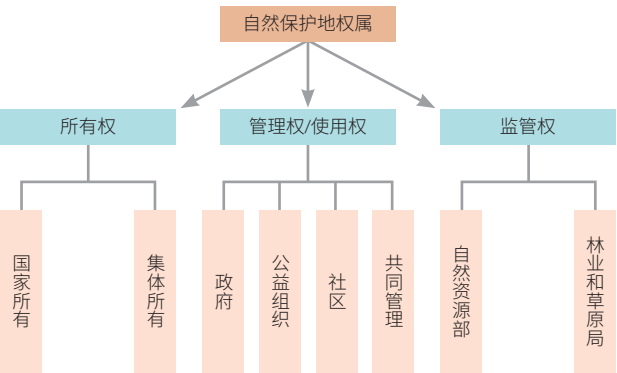 自然保护地权属
所有权
管理权/使用权
监管权
国家所有
集体所有
政府
公益组织
社区
共同管理
自然资源部
林业和草原局